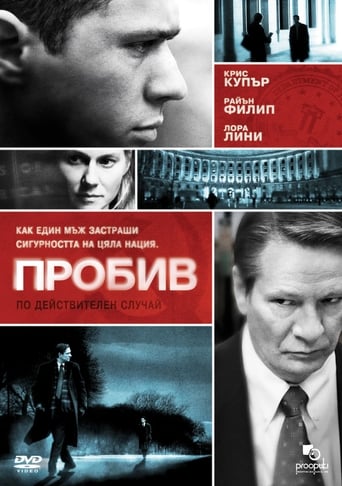 КРИС
КУПЪР
РАЙЪН
ФИЛИП
ЛОРА
ЛИНИ
КАК ЕДИН МЪЖ ЗАСТРАШИ
СИГУРНОСТТА НА ЦЯЛА НАЦИЯ.
ПРОБИВ
ПО ДЕЙСТВИТЕЛЕН СЛУЧАЙ
DVD
VIDEO